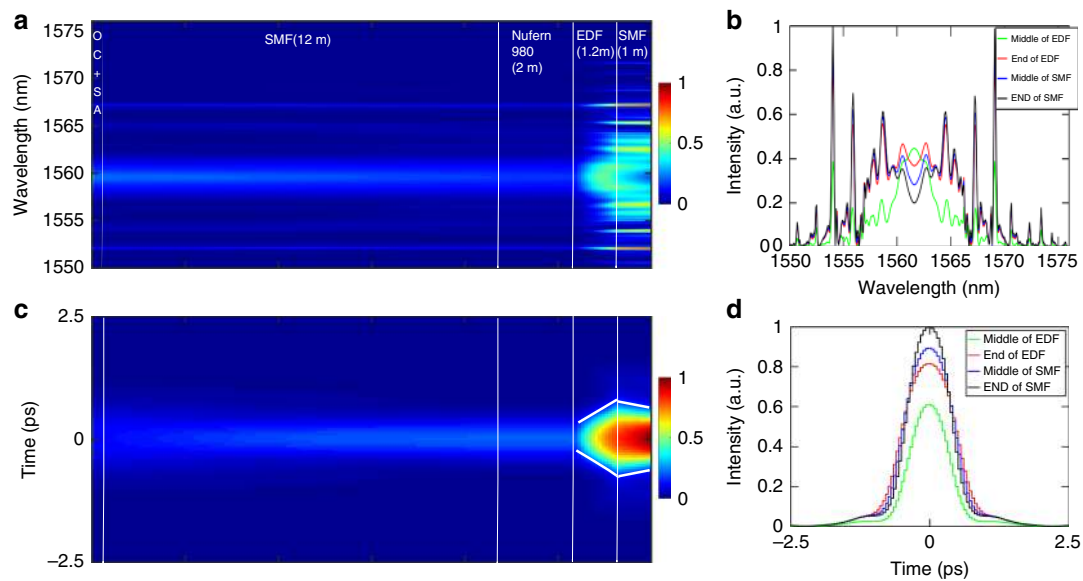 a
1575
1570
1565
1560
1555
1550
Wavelength (nm)
O
C
+
S
A
SMF(12 m)
Nufern
980
(2 m)
EDF
(1.2m)
SMF
(1 m)
1
0.5
0
b
1
0.8
0.6
0.4
0.2
0.0
Intensity (a.u.)
Middle of EDF
End of EDF
Middle of SMF
END of SMF
1550
1555
1560
1565
1570
1575
Wavelength (nm)
c
2.5
0
–2.5
Time (ps)
1
0.5
0
d
1
0.8
0.6
0.4
0.2
0
Intensity (a.u.)
Middle of EDF
End of EDF
Middle of SMF
END of SMF
–2.5
0
2.5
Time (ps)